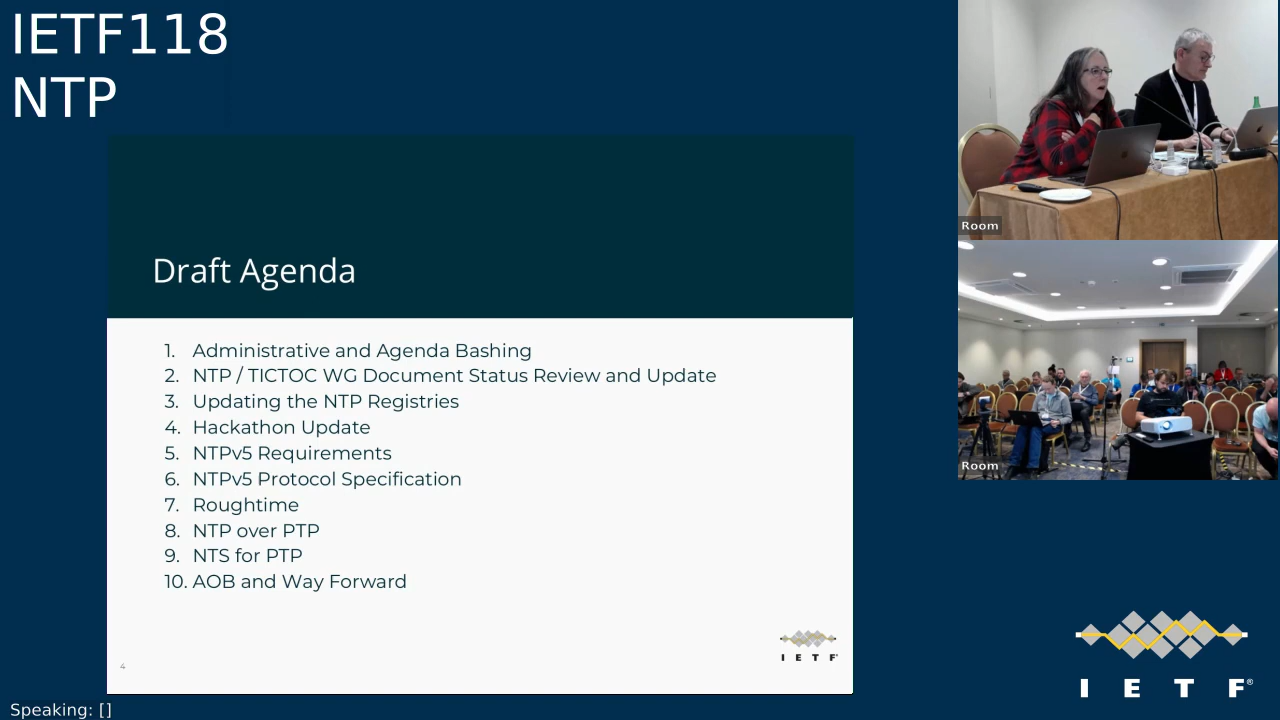 IETF118
NTP
Draft Agenda
1. Administrative and Agenda Bashing
2. NTP / TICTOC WG Document Status Review and Update
3. Updating the NTP Registries
4. Hackathon Update
5. NTPv5 Requirements
6. NTPv5 Protocol Specification
7. Roughtime
8. NTP over PTP
9. NTS for PTP
10. AOB and Way Forward
4
I E T F®
Room
Room
I E T F®
Speaking: []